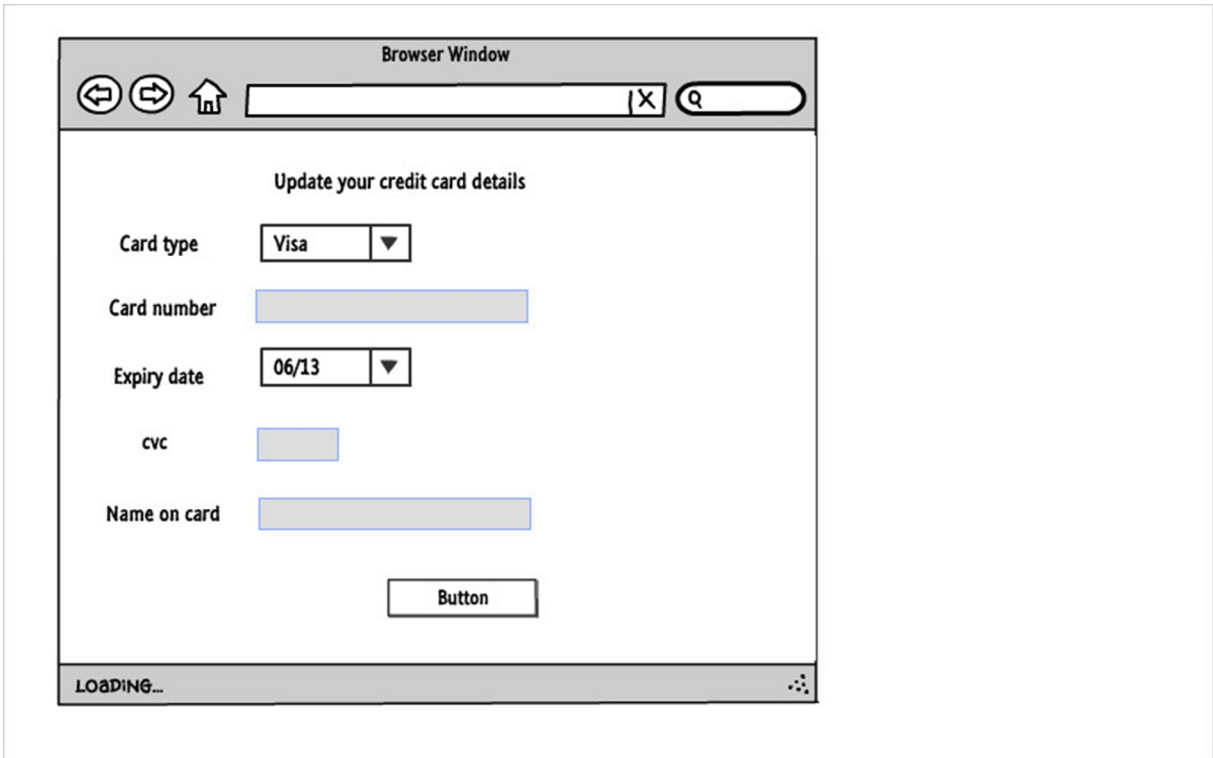 Browser Window
Update your credit card details
Card type Visa
Card number
Expiry date 06/13
cvc
Name on card
Button
LOADING...